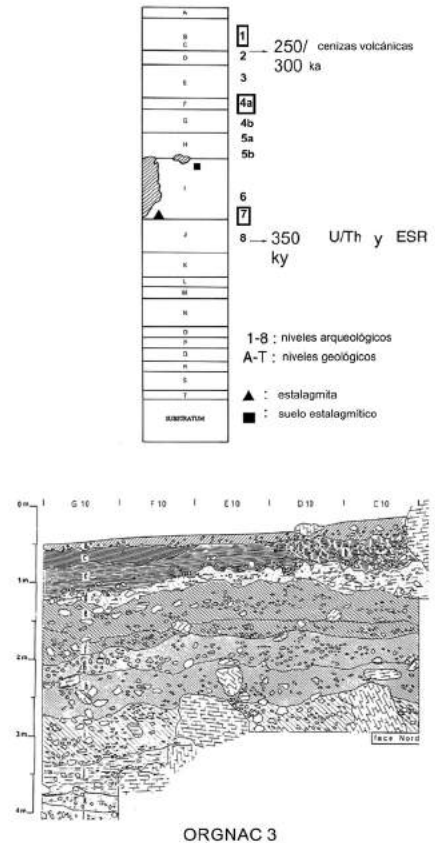 A
B
C
1
250/ cenizas volcánicas
300 ka
2
D
E
3
F
4a
G
4b
5a
H
5b
I
6
7
J
8
350
ky
U/Th y ESR
K
L
M
N
O
P
Q
R
S
T
SUBSTRATUM
1-8 : niveles arqueológicos
A-T : niveles geológicos
▲ : estalagmita
■ : suelo estalagmítico
0 m
G 10 I F 10 I E 10 I D 10 I C 10
1m
2m
3m
4m
face Nord
ORGNAC 3